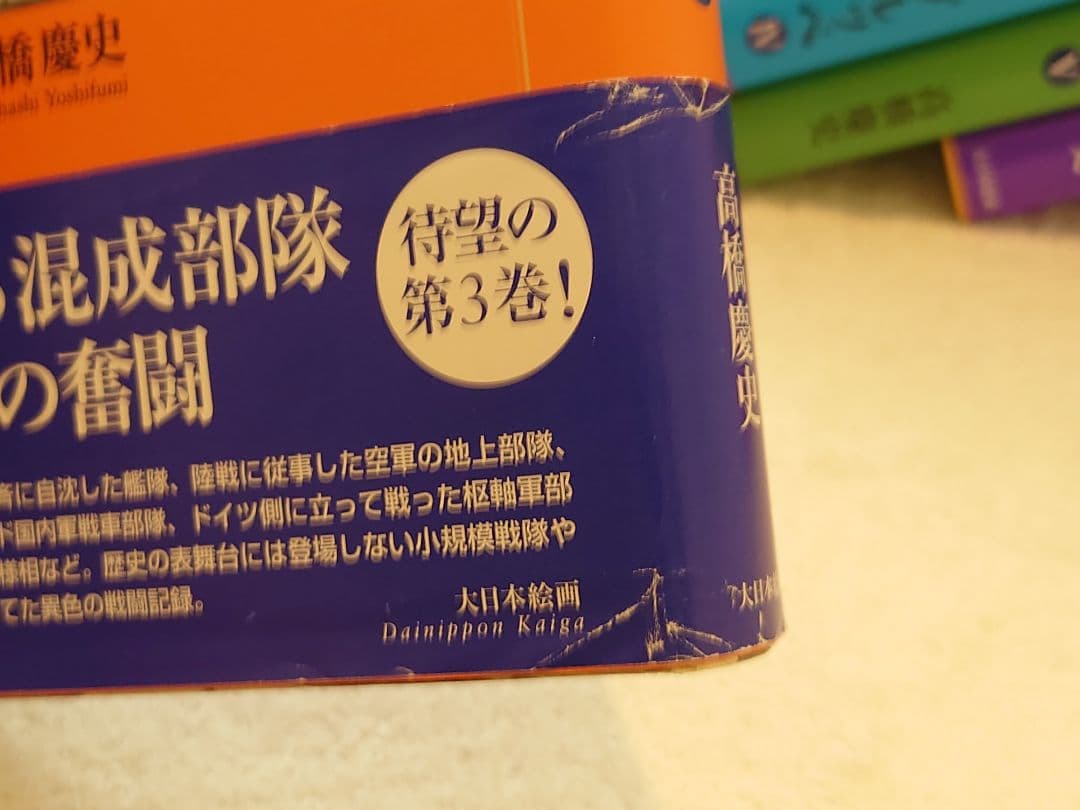 橋慶史
hashi Yoshifumi
混成部隊
の奮闘
待望の
第3巻!
斉に自沈した艦隊、陸戦に従事した空軍の地上部隊、
ド国内軍戦車部隊、ドイツ側に立って戦った枢軸軍部
様相など。歴史の表舞台には登場しない小規模戦隊や
てた異色の戦闘記録。
大日本絵画
Dainippon Kaiga
高橋慶史
大日本